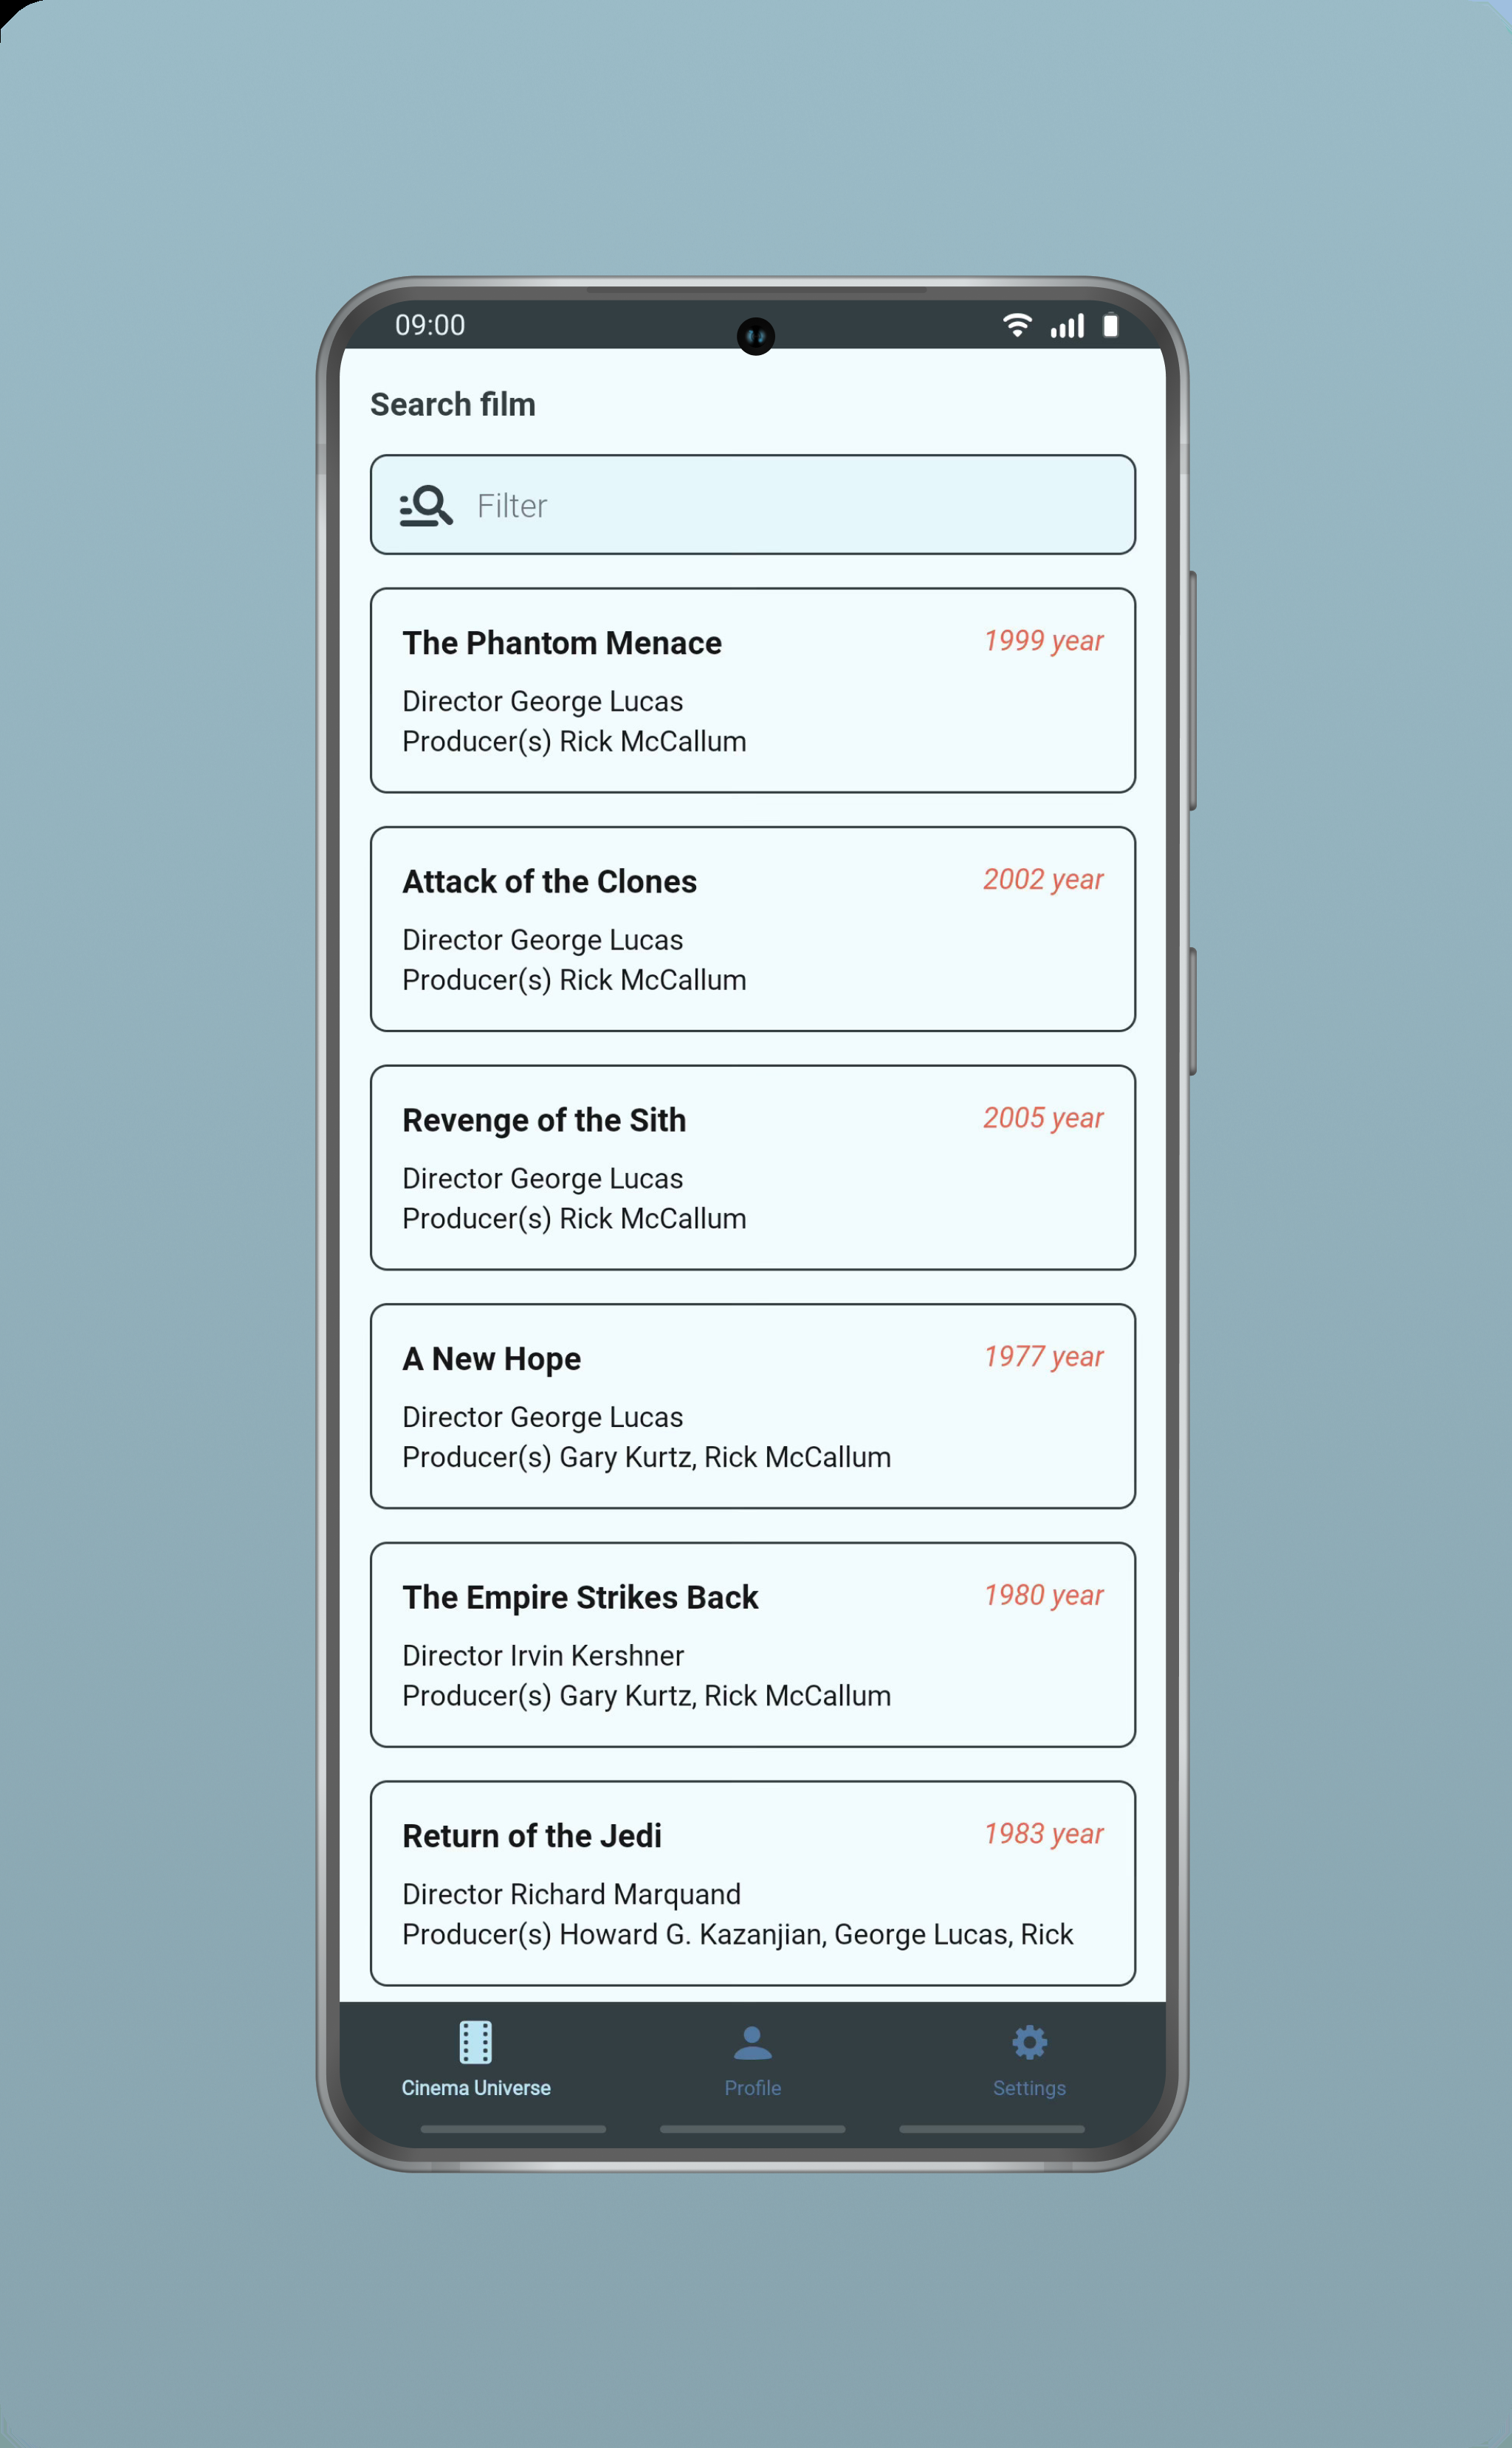 09:00
Search film
Filter
The Phantom Menace 1999 year
Director George Lucas
Producer(s) Rick McCallum
Attack of the Clones 2002 year
Director George Lucas
Producer(s) Rick McCallum
Revenge of the Sith 2005 year
Director George Lucas
Producer(s) Rick McCallum
A New Hope 1977 year
Director George Lucas
Producer(s) Gary Kurtz, Rick McCallum
The Empire Strikes Back 1980 year
Director Irvin Kershner
Producer(s) Gary Kurtz, Rick McCallum
Return of the Jedi 1983 year
Director Richard Marquand
Producer(s) Howard G. Kazanjian, George Lucas, Rick
Cinema Universe Profile Settings